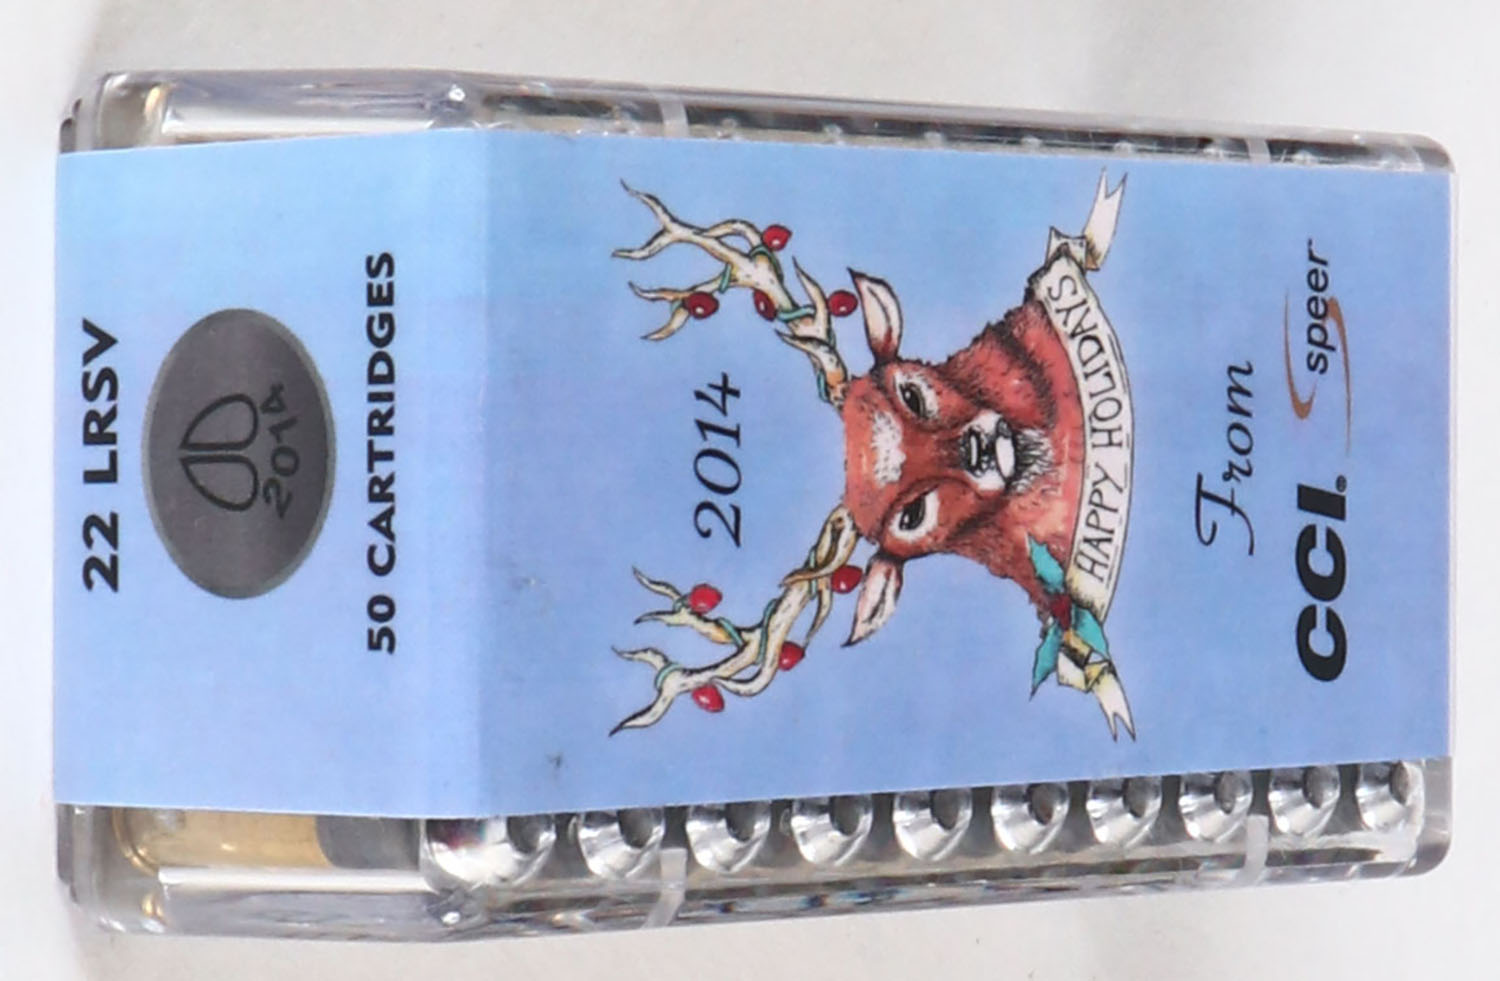 22 LRSV
2014
50 CARTRIDGES
2014
HAPPY HOLIDAYS
From
CCI. Speer